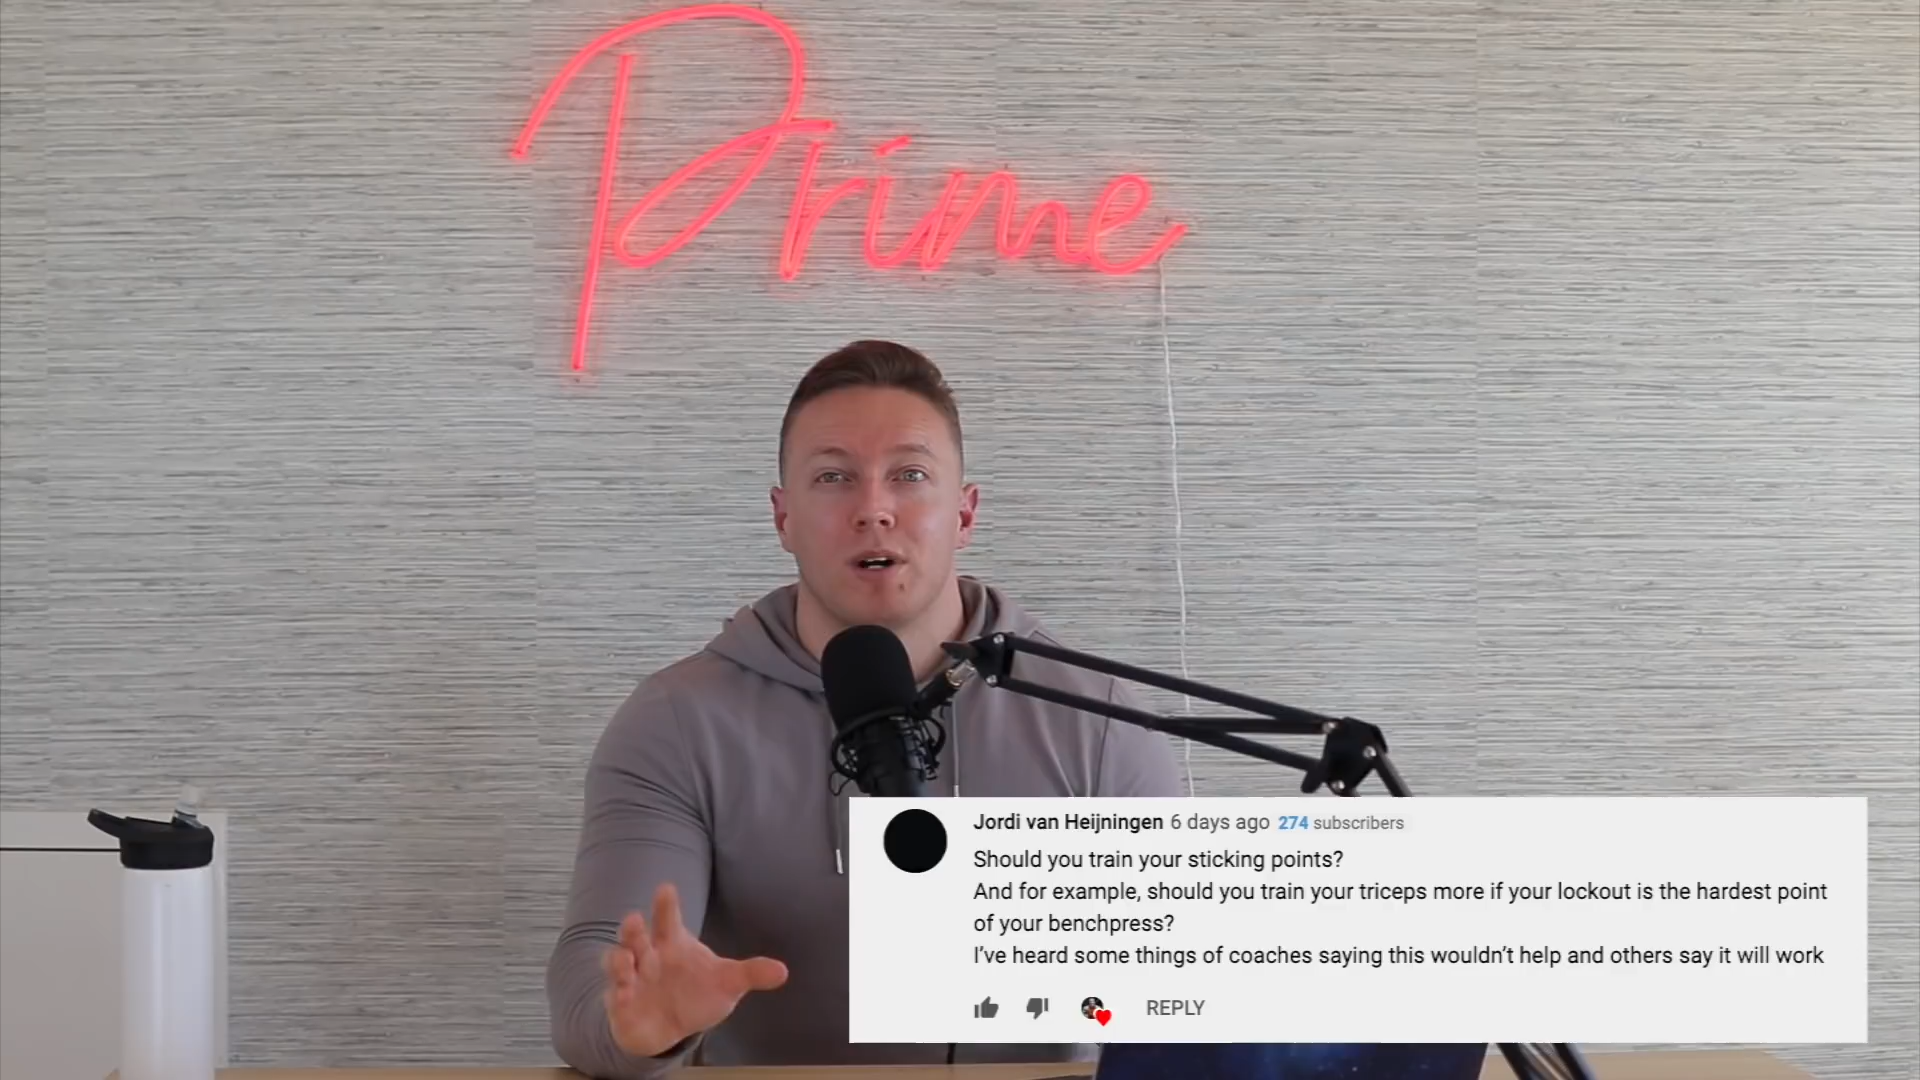 Prime
Jordi van Heijningen 6 days ago 274 subscribers
Should you train your sticking points?
And for example, should you train your triceps more if your lockout is the hardest point
of your benchpress?
I've heard some things of coaches saying this wouldn't help and others say it will work
REPLY